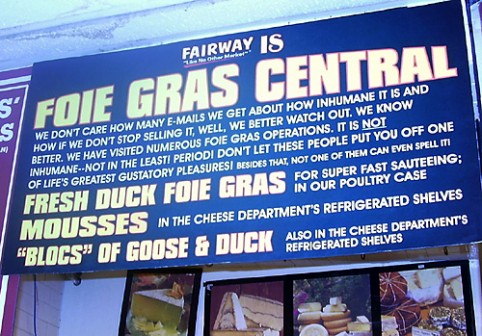 FAIRWAY IS
"Like No Other Market"
FOIE GRAS CENTRAL
WE DON'T CARE HOW MANY E-MAILS WE GET ABOUT HOW INHUMANE IT IS AND
HOW IF WE DON'T STOP SELLING IT, WELL, WE BETTER WATCH OUT. WE KNOW
BETTER. WE HAVE VISITED NUMEROUS FOIE GRAS OPERATIONS. IT IS NOT
INHUMANE--NOT IN THE LEAST! PERIOD! DON'T LET THESE PEOPLE PUT YOU OFF ONE
OF LIFE'S GREATEST GUSTATORY PLEASURES! BESIDES THAT, NOT ONE OF THEM CAN EVEN SPELL IT!
FRESH DUCK FOIE GRAS FOR SUPER FAST SAUTEEING;
IN OUR POULTRY CASE
MOUSSES IN THE CHEESE DEPARTMENT'S REFRIGERATED SHELVES
"BLOCS" OF GOOSE & DUCK ALSO IN THE CHEESE DEPARTMENT'S
REFRIGERATED SHELVES